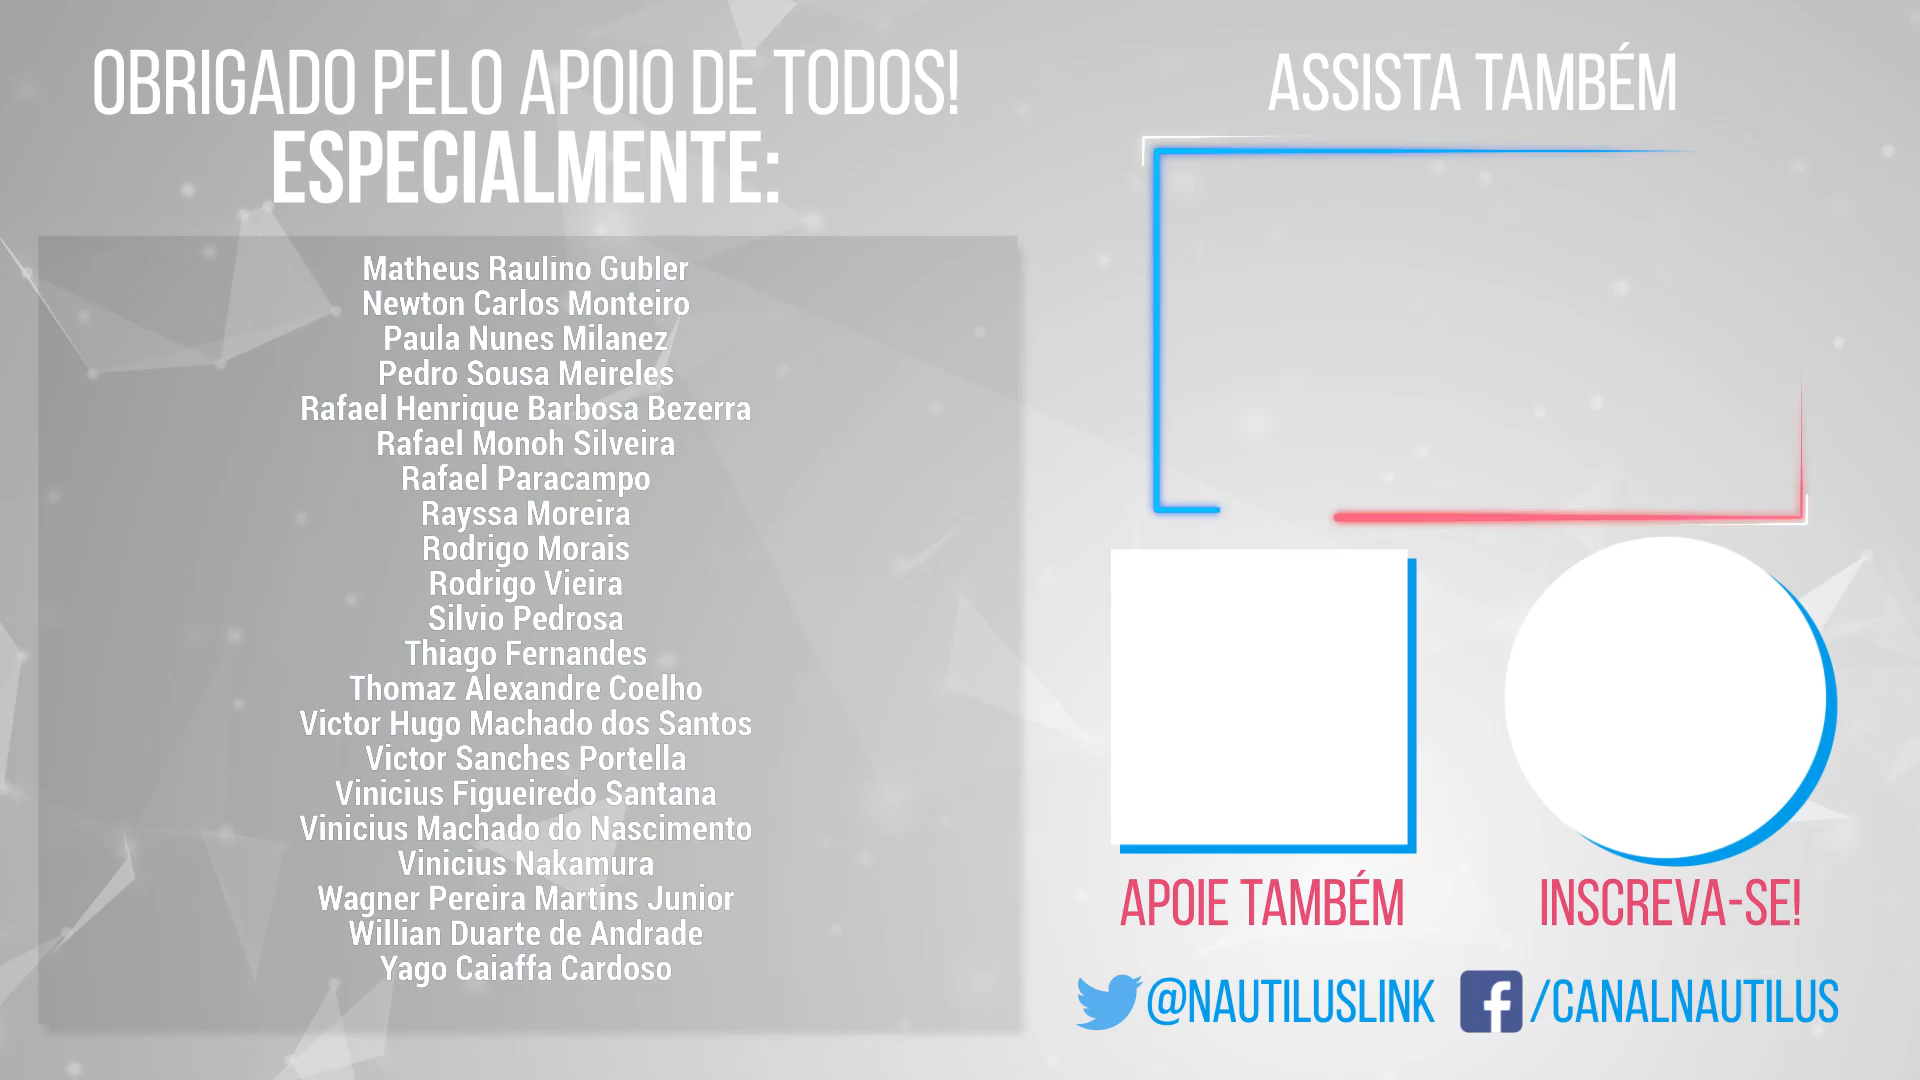 OBRIGADO PELO APOIO DE TODOS!
ESPECIALMENTE:
Matheus Raulino Gubler
Newton Carlos Monteiro
Paula Nunes Milanez
Pedro Sousa Meireles
Rafael Henrique Barbosa Bezerra
Rafael Monoh Silveira
Rafael Paracampo
Rayssa Moreira
Rodrigo Morais
Rodrigo Vieira
Silvio Pedrosa
Thiago Fernandes
Thomaz Alexandre Coelho
Victor Hugo Machado dos Santos
Victor Sanches Portella
Vinicius Figueiredo Santana
Vinicius Machado do Nascimento
Vinicius Nakamura
Wagner Pereira Martins Junior
Willian Duarte de Andrade
Yago Caiaffa Cardoso
ASSISTA TAMBÉM
APOIE TAMBÉM
INSCREVA-SE!
@NAUTILUSLINK
/CANALNAUTILUS